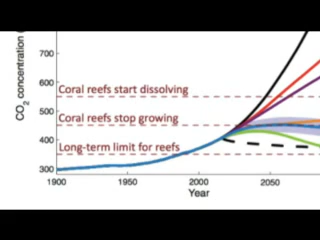 700
CO2 concentration (
600
Coral reefs start dissolving
500
Coral reefs stop growing
400
Long-term limit for reefs
300
1900
1950
2000
2050
Year